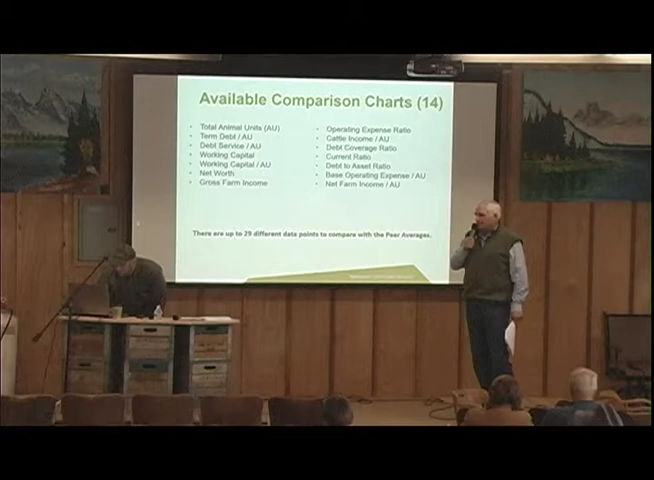 Available Comparison Charts (14)
Total Animal Units (AU)
Term Debt / AU
Debt Service / AU
Working Capital
Working Capital / AU
Net Worth
Gross Farm Income
Operating Expense Ratio
Cattle Income / AU
Debt Coverage Ratio
Current Ratio
Debt to Asset Ratio
Base Operating Expense / AU
Net Farm Income / AU
There are up to 29 different data points to compare with the Peer Averages.